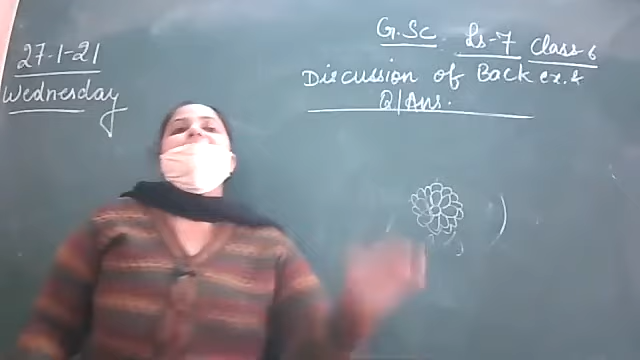 27-1-21
Wednesday
G.Sc Ls-7 Class-6
Discussion of Back ex. &
Q/Ans.